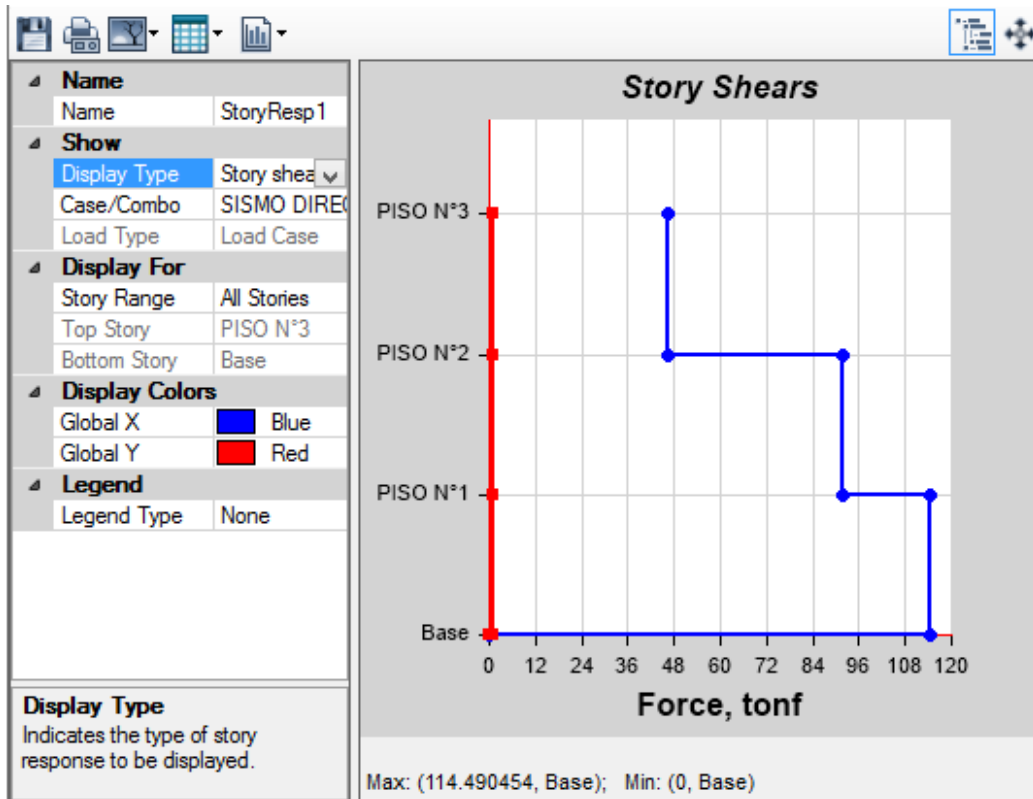 Name
Name StoryResp1
Show
Display Type Story shea
Case/Combo SISMO DIREC
Load Type Load Case
Display For
Story Range All Stories
Top Story PISO N°3
Bottom Story Base
Display Colors
Global X Blue
Global Y Red
Legend
Legend Type None
Display Type
Indicates the type of story
response to be displayed.
Story Shears
PISO N°3
PISO N°2
PISO N°1
Base
0 12 24 36 48 60 72 84 96 108 120
Force, tonf
Max: (114.490454, Base); Min: (0, Base)